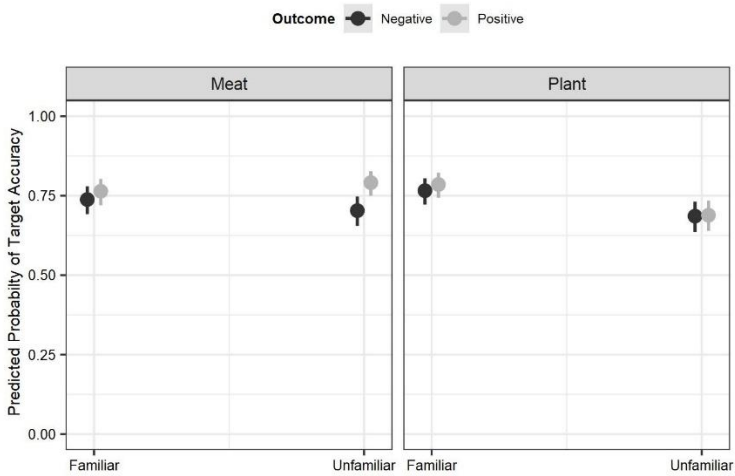 Outcome Negative Positive
Meat Plant
Predicted Probabilty of Target Accuracy
1.00
0.75
0.50
0.25
0.00
Familiar Unfamiliar Familiar Unfamiliar